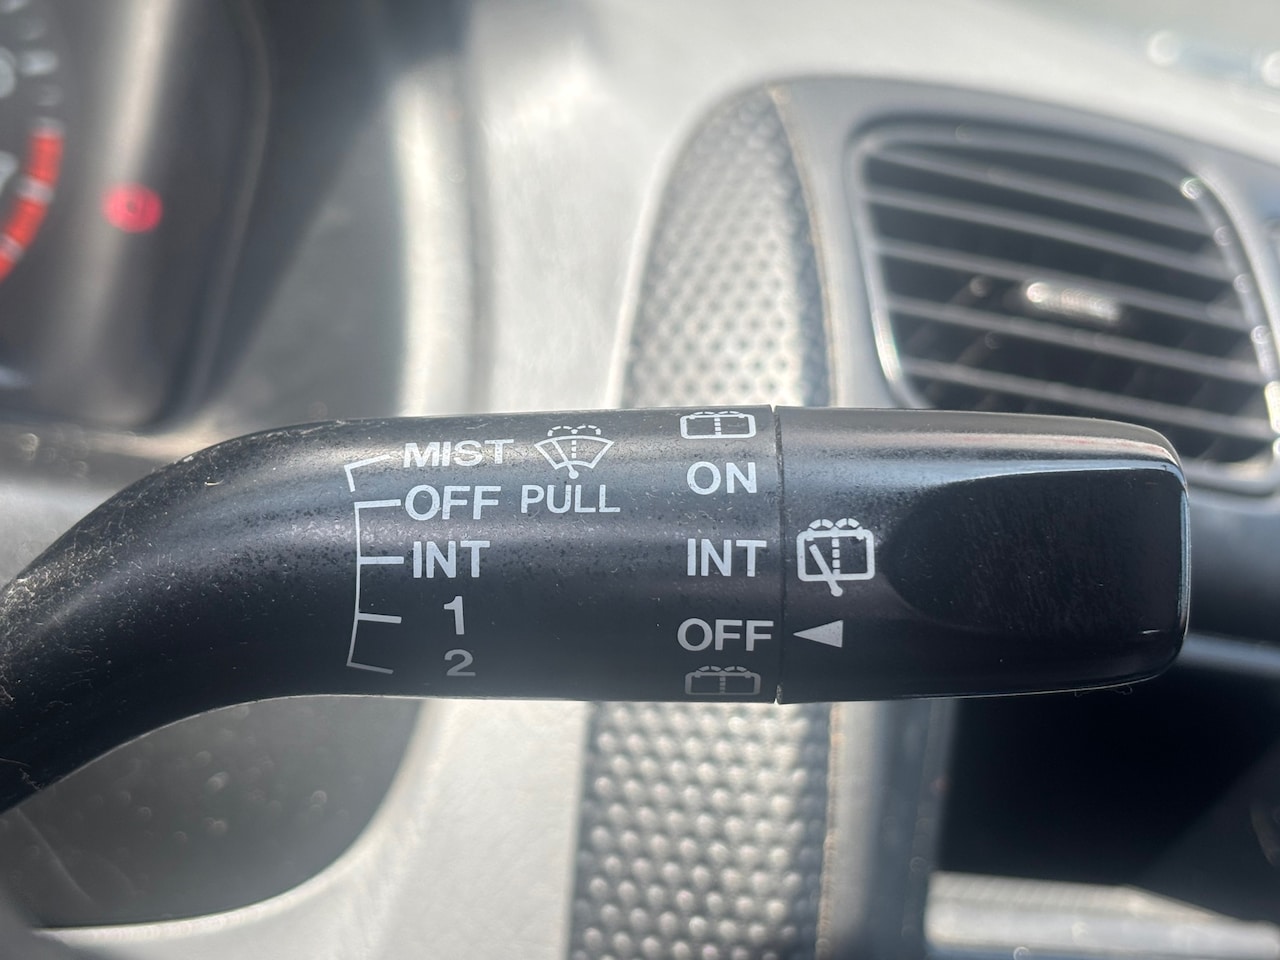 MIST
OFF PULL
INT
1
2
ON
INT
OFF